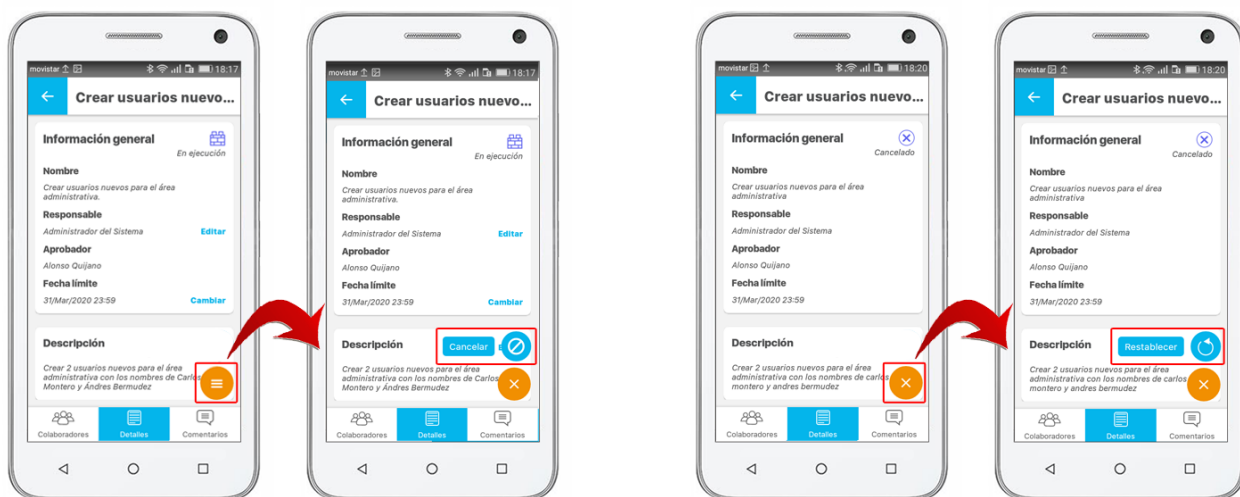 movistar 18:17
Crear usuarios nuevo...
Información general
En ejecución
Nombre
Crear usuarios nuevos para el área
administrativa.
Responsable
Administrador del Sistema Editar
Aprobador
Alonso Quijano
Fecha límite
31/Mar/2020 23:59 Cambiar
Descripción
Crear 2 usuarios nuevos para el área
administrativa con los nombres de Carlos
Montero y Ándres Bermudez
Colaboradores Detalles Comentarios
movistar 18:17
Crear usuarios nuevo...
Información general
En ejecución
Nombre
Crear usuarios nuevos para el área
administrativa.
Responsable
Administrador del Sistema Editar
Aprobador
Alonso Quijano
Fecha límite
31/Mar/2020 23:59 Cambiar
Descripción Cancelar
Crear 2 usuarios nuevos para el área
administrativa con los nombres de Carlos
Montero y Ándres Bermudez
Colaboradores Detalles Comentarios
movistar 18:20
Crear usuarios nuevo...
Información general
Cancelado
Nombre
Crear usuarios nuevos para el área
administrativa
Responsable
Administrador del Sistema
Aprobador
Alonso Quijano
Fecha límite
31/Mar/2020 23:59
Descripción
Crear 2 usuarios nuevos para el área
administrativa con los nombres de carlos
montero y andres bermudez
Colaboradores Detalles Comentarios
movistar 18:20
Crear usuarios nuevo...
Información general
Cancelado
Nombre
Crear usuarios nuevos para el área
administrativa
Responsable
Administrador del Sistema
Aprobador
Alonso Quijano
Fecha límite
31/Mar/2020 23:59
Descripción Restablecer
Crear 2 usuarios nuevos para el área
administrativa con los nombres de carlos
montero y andres bermudez
Colaboradores Detalles Comentarios